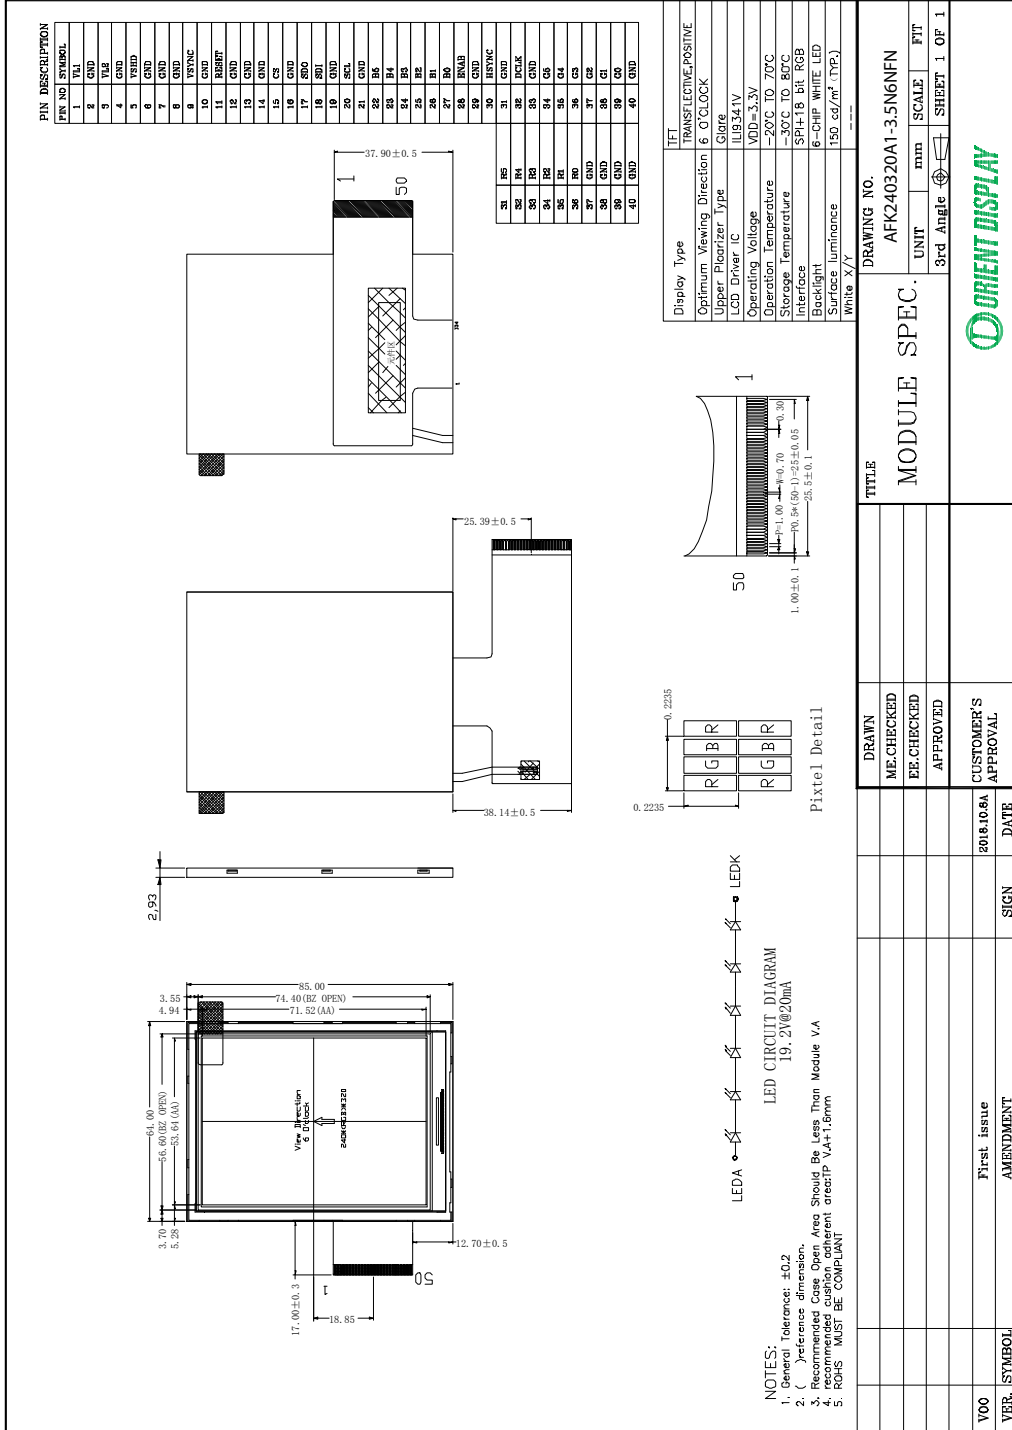 PIN DESCRIPTION
PIN NO SYMBOL
1 VL1
2 GND
3 VL2
4 GND
5 VSHD
6 GND
7 GND
8 GND
9 VSYNC
10 GND
11 RESET
12 GND
13 GND
14 GND
15 CS
16 GND
17 SDO
18 SDI
19 GND
20 SCL
21 GND
22 B5
23 B4
24 B3
25 B2
26 B1
27 B0
28 ENAB
29 GND
30 HSYNC
31 GND
32 DCLK
33 GND
34 G5
35 G4
36 G3
37 G2
38 G1
39 G0
40 GND
31 R5
32 R4
33 R3
34 R2
35 R1
36 R0
37 GND
38 GND
39 GND
40 GND
37.90±0.5
1
50
元件区
25.39±0.5
38.14±0.5
2,93
85.00
74.40(BZ OPEN)
71.52(AA)
3.55
4.94
64.00
56.60(BZ OPEN)
53.64(AA)
3.70
5.28
View Direction
6 O'clock
240X(RGB)X320
12.70±0.5
17.00±0.3
18.85
1
50
Display Type TFT
TRANSFLECTIVE,POSITIVE
Optimum Viewing Direction 6 O'CLOCK
Upper Ploarizer Type Glare
LCD Driver IC ILI9341V
Operating Voltage VDD=3.3V
Operation Temperature -20°C TO 70°C
Storage Temperature -30°C TO 80°C
Interface SPI+18 bit RGB
Backlight 6-CHIP WHITE LED
Surface luminance 150 cd/m² (TYP.)
White X/Y ---
1
50
0.30
P=1.00
W=0.70
P0.5*(50-1)=25±0.05
25.5±0.1
1.00±0.1
0.2235
0.2235
R G B R
R G B R
Pixtel Detail
LEDA
LEDK
LED CIRCUIT DIAGRAM
19.2V@20mA
NOTES:
1. General Tolerance: ±0.2
2. ( )reference dimension.
3. Recommended Case Open Area Should Be Less Than Module V.A
4. recommended cushion adherent area:TP V.A+1.6mm
5. ROHS MUST BE COMPLIANT
TITLE
MODULE SPEC.
DRAWING NO.
AFK240320A1-3.5N6NFN
UNIT mm SCALE FIT
3rd Angle SHEET 1 OF 1
ORIENT DISPLAY
DRAWN
ME.CHECKED
EE.CHECKED
APPROVED
CUSTOMER'S
APPROVAL
V00 First issue 2018.10.8A
VER. SYMBOL AMENDMENT SIGN DATE